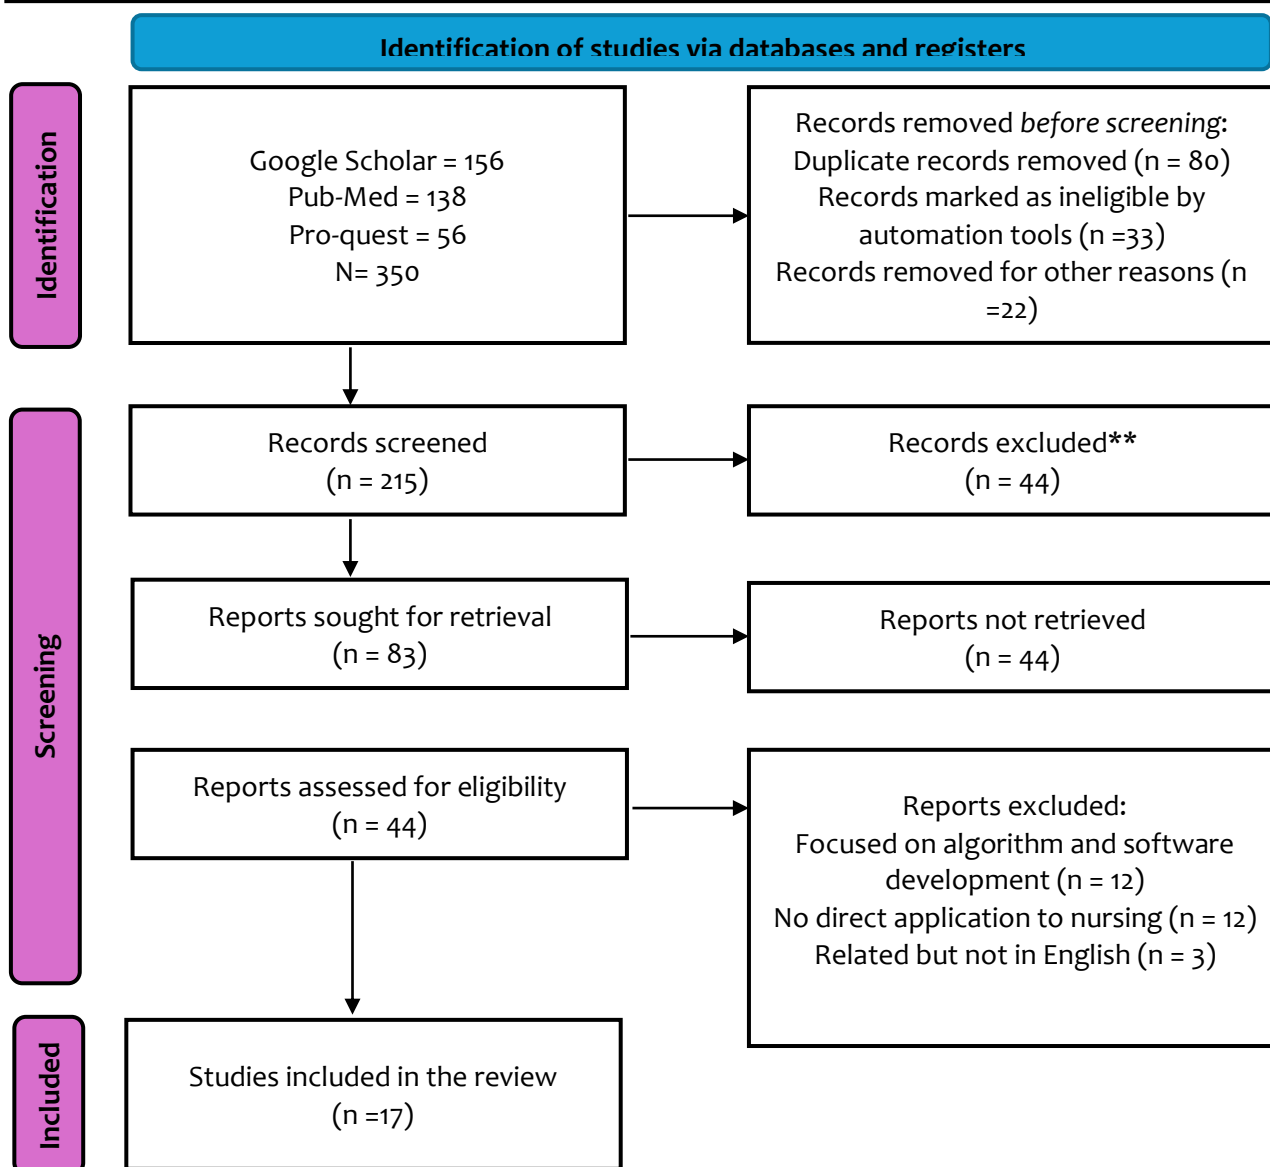 Identification of studies via databases and registers
Identification
Google Scholar = 156
Pub-Med = 138
Pro-quest = 56
N= 350
Records removed before screening:
Duplicate records removed (n = 80)
Records marked as ineligible by
automation tools (n =33)
Records removed for other reasons (n
=22)
Screening
Records screened
(n = 215)
Records excluded**
(n = 44)
Reports sought for retrieval
(n = 83)
Reports not retrieved
(n = 44)
Reports assessed for eligibility
(n = 44)
Reports excluded:
Focused on algorithm and software
development (n = 12)
No direct application to nursing (n = 12)
Related but not in English (n = 3)
Included
Studies included in the review
(n =17)